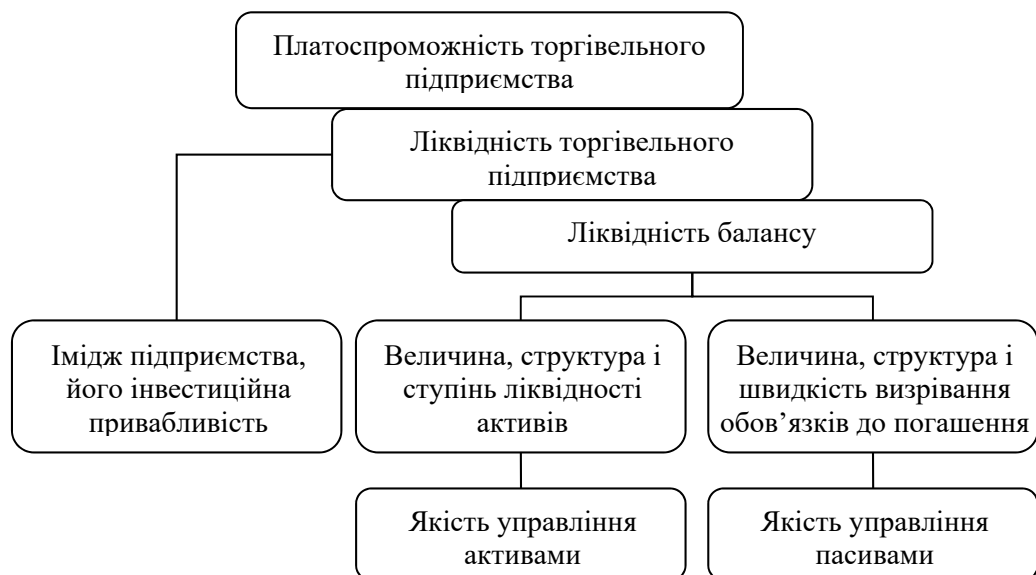 Платоспроможність торгівельного
підприємства
Ліквідність торгівельного
підприємства
Ліквідність балансу
Імідж підприємства,
його інвестиційна
привабливість
Величина, структура і
ступінь ліквідності
активів
Величина, структура і
швидкість визрівання
обов’язків до погашення
Якість управління
активами
Якість управління
пасивами